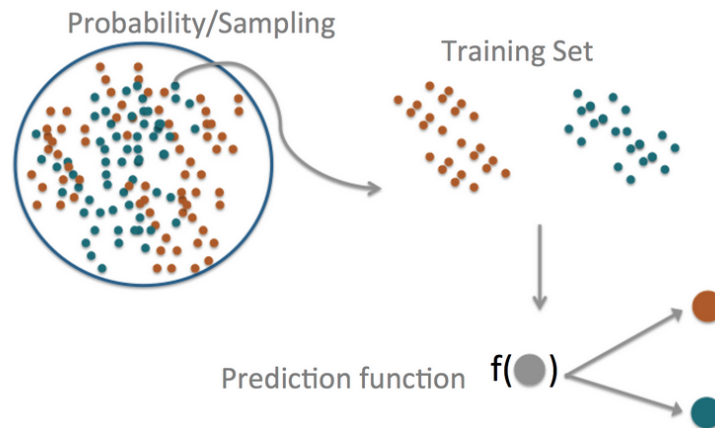 Probability/Sampling
Training Set
Prediction function
f( )